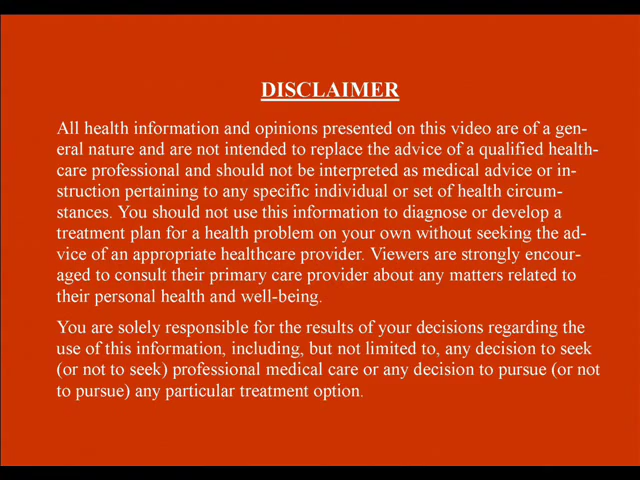 DISCLAIMER
All health information and opinions presented on this video are of a gen-
eral nature and are not intended to replace the advice of a qualified health-
care professional and should not be interpreted as medical advice or in-
struction pertaining to any specific individual or set of health circum-
stances. You should not use this information to diagnose or develop a
treatment plan for a health problem on your own without seeking the ad-
vice of an appropriate healthcare provider. Viewers are strongly encour-
aged to consult their primary care provider about any matters related to
their personal health and well-being.
You are solely responsible for the results of your decisions regarding the
use of this information, including, but not limited to, any decision to seek
(or not to seek) professional medical care or any decision to pursue (or not
to pursue) any particular treatment option.